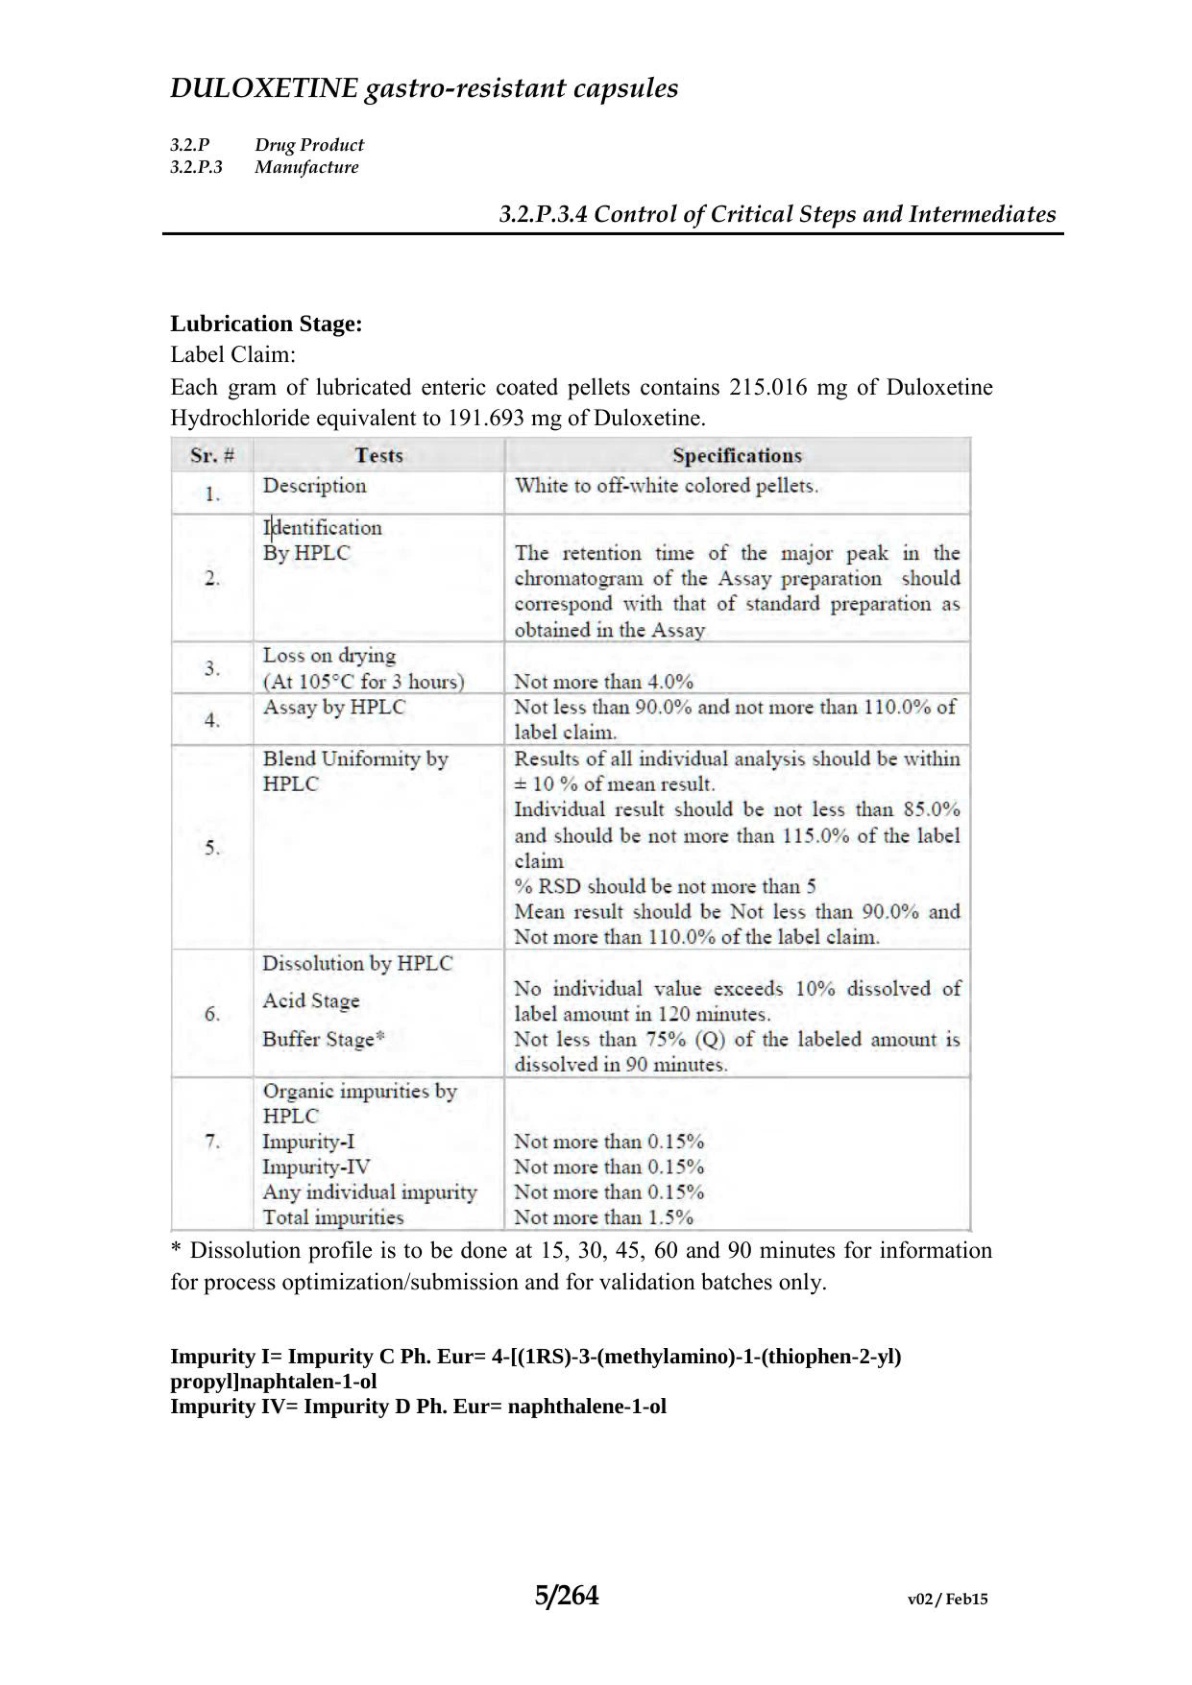 DULOXETINE gastro-resistant capsules
3.2.P Drug Product
3.2.P.3 Manufacture
3.2.P.3.4 Control of Critical Steps and Intermediates
Lubrication Stage:
Label Claim:
Each gram of lubricated enteric coated pellets contains 215.016 mg of Duloxetine
Hydrochloride equivalent to 191.693 mg of Duloxetine.
Sr. # Tests Specifications
1. Description White to off-white colored pellets.
Identification
By HPLC The retention time of the major peak in the
2. chromatogram of the Assay preparation should
correspond with that of standard preparation as
obtained in the Assay
3. Loss on drying
(At 105°C for 3 hours) Not more than 4.0%
4. Assay by HPLC Not less than 90.0% and not more than 110.0% of
label claim.
Blend Uniformity by Results of all individual analysis should be within
HPLC ± 10 % of mean result.
Individual result should be not less than 85.0%
and should be not more than 115.0% of the label
5. claim
% RSD should be not more than 5
Mean result should be Not less than 90.0% and
Not more than 110.0% of the label claim.
Dissolution by HPLC
Acid Stage No individual value exceeds 10% dissolved of
6. label amount in 120 minutes.
Buffer Stage* Not less than 75% (Q) of the labeled amount is
dissolved in 90 minutes.
Organic impurities by
HPLC
7. Impurity-I Not more than 0.15%
Impurity-IV Not more than 0.15%
Any individual impurity Not more than 0.15%
Total impurities Not more than 1.5%
* Dissolution profile is to be done at 15, 30, 45, 60 and 90 minutes for information
for process optimization/submission and for validation batches only.
Impurity I= Impurity C Ph. Eur= 4-[(1RS)-3-(methylamino)-1-(thiophen-2-yl)
propyl]naphtalen-1-ol
Impurity IV= Impurity D Ph. Eur= naphthalene-1-ol
5/264 v02 / Feb15